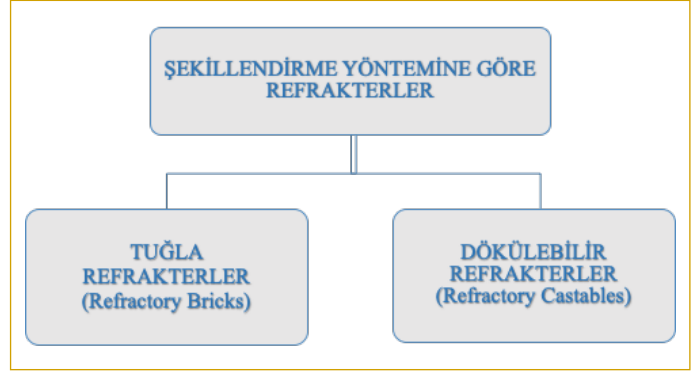 ŞEKİLLENDİRME YÖNTEMİNE GÖRE
REFRAKTERLER
TUĞLA
REFRAKTERLER
(Refractory Bricks)
DÖKÜLEBİLİR
REFRAKTERLER
(Refractory Castables)